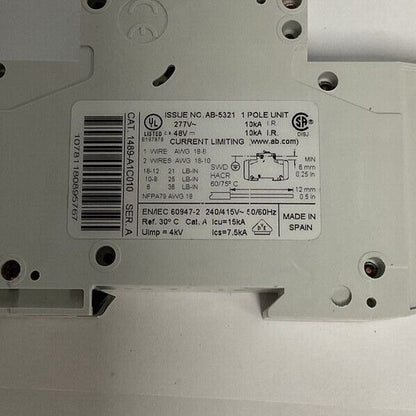 CE
CAT. 1489-A1C010 SER. A
10781180895767
UL
LISTED
ISSUE NO. AB-5321 1 POLE UNIT
277V~ 10kA I.R.
48V 10kA I.R.
CURRENT LIMITING www.ab.com)
1 WIRE AWG 18-6
2 WIRES AWG 18-10
18-12 21 LB-IN
10-8 25 LB-IN
6 36 LB-IN
NFPA79 AWG 18
SWD
HACR
60/75° C
MIN
6 mm
0.25 in
12 mm
0.5 in
EN/IEC 60947-2 240/415V~ 50/60Hz
Ref. 30° C Cat. A Icu=15kA
Uimp = 4kV Ics=7.5kA
MADE IN
SPAIN